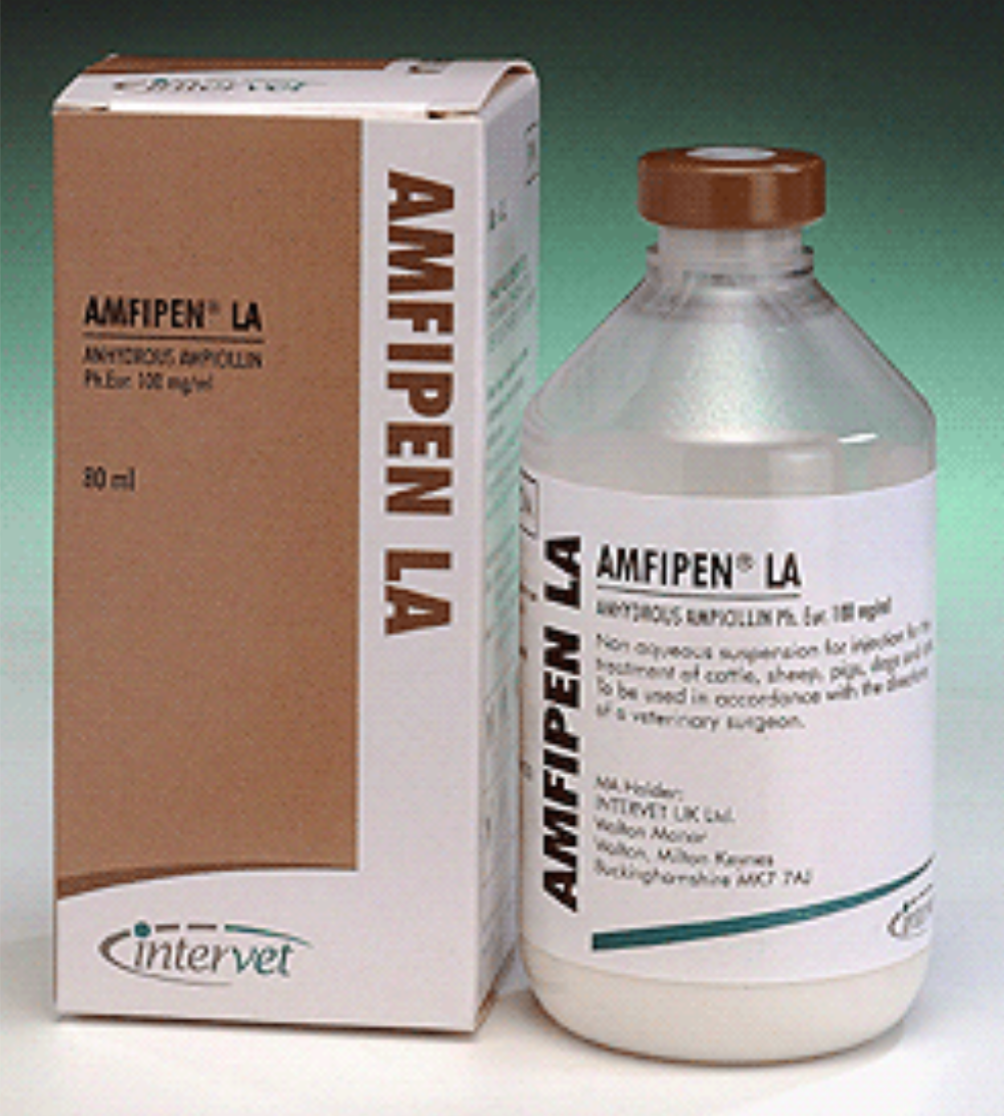 intervet
AMFIPEN® LA
ANHYDROUS AMPICILLIN
Ph.Eur. 100 mg/ml
80 ml
AMFIPEN LA
intervet
AMFIPEN LA
AMFIPEN® LA
ANHYDROUS AMPICILLIN Ph. Eur. 100 mg/ml
Non aqueous suspension for injection for the
treatment of cattle, sheep, pigs, dogs and
To be used in accordance with the directions
of a veterinary surgeon.
MA Holder:
INTERVET UK Ltd.
Walton Manor
Walton, Milton Keynes
Buckinghamshire MK7 7AJ